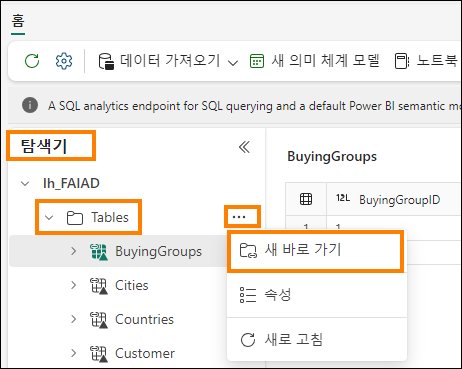 홈
데이터 가져오기 새 의미 체계 모델 노트북
A SQL analytics endpoint for SQL querying and a default Power BI semantic mo
탐색기
lh_FAIAD
Tables
BuyingGroups
Cities
Countries
Customer
새 바로 가기
속성
새로 고침
BuyingGroups
12L BuyingGroupID
1 1